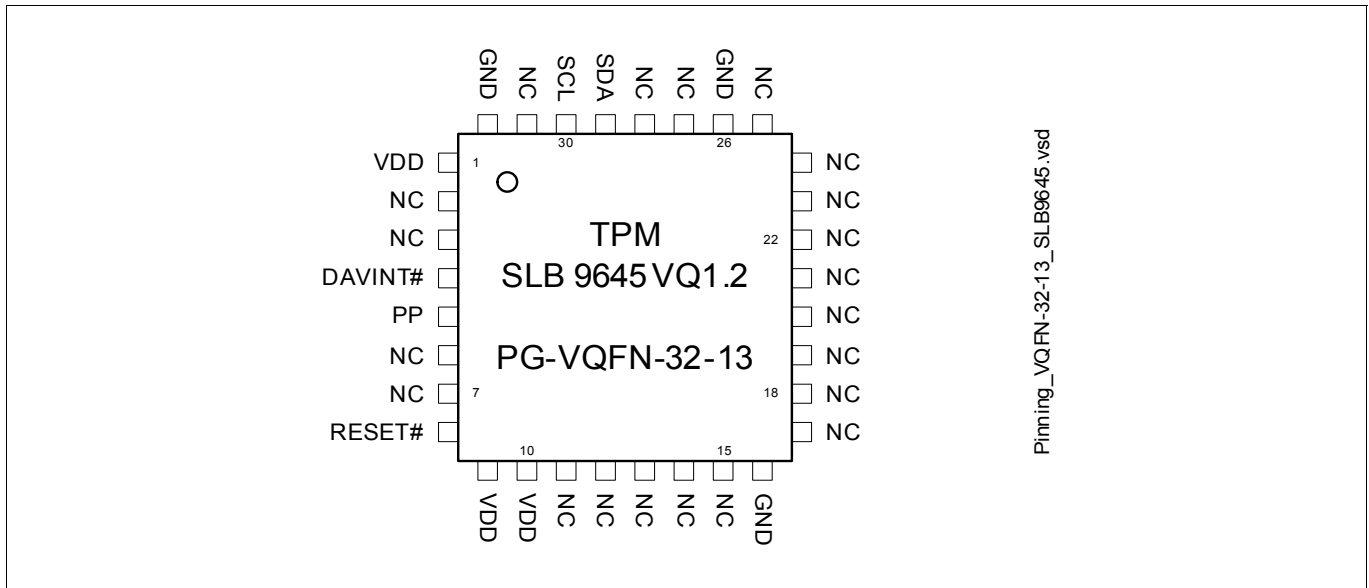 GND
NC
SCL
SDA
NC
NC
GND
NC
30
26
VDD
1
NC
NC
NC
NC
TPM
22
NC
DAVINT#
SLB 9645 VQ1.2
NC
PP
NC
NC
PG-VQFN-32-13
NC
NC
7
18
NC
RESET#
NC
10
15
VDD
VDD
NC
NC
NC
NC
NC
GND
Pinning_VQFN-32-13_SLB9645.vsd